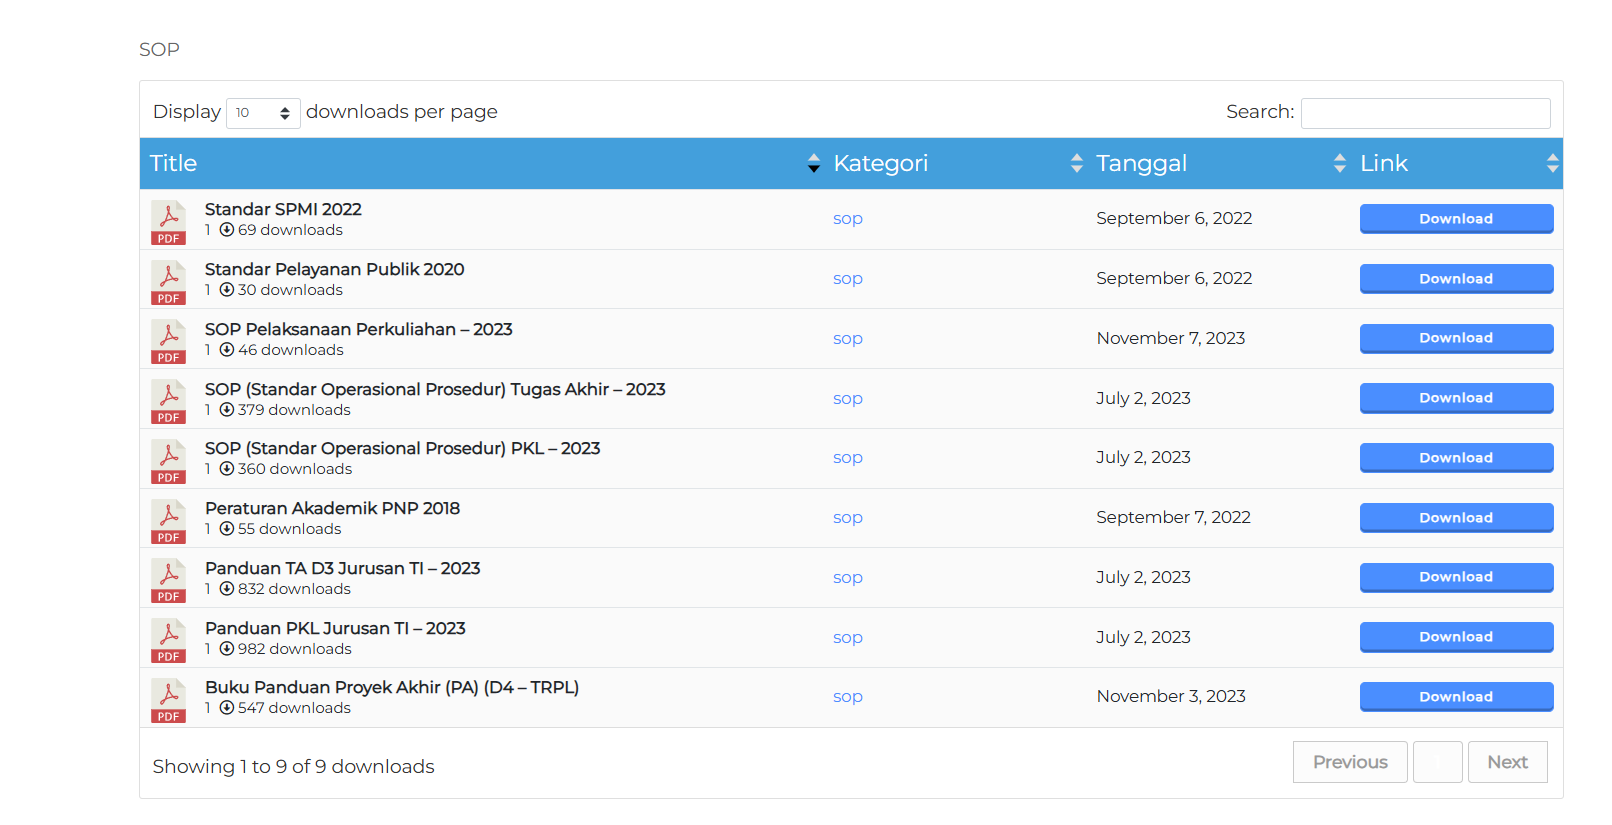 SOP
Display 10 downloads per page Search:
Title Kategori Tanggal Link
PDF Standar SPMI 2022 sop September 6, 2022 Download
1 69 downloads
PDF Standar Pelayanan Publik 2020 sop September 6, 2022 Download
1 30 downloads
PDF SOP Pelaksanaan Perkuliahan – 2023 sop November 7, 2023 Download
1 46 downloads
PDF SOP (Standar Operasional Prosedur) Tugas Akhir – 2023 sop July 2, 2023 Download
1 379 downloads
PDF SOP (Standar Operasional Prosedur) PKL – 2023 sop July 2, 2023 Download
1 360 downloads
PDF Peraturan Akademik PNP 2018 sop September 7, 2022 Download
1 55 downloads
PDF Panduan TA D3 Jurusan TI – 2023 sop July 2, 2023 Download
1 832 downloads
PDF Panduan PKL Jurusan TI – 2023 sop July 2, 2023 Download
1 982 downloads
PDF Buku Panduan Proyek Akhir (PA) (D4 – TRPL) sop November 3, 2023 Download
1 547 downloads
Showing 1 to 9 of 9 downloads Previous Next